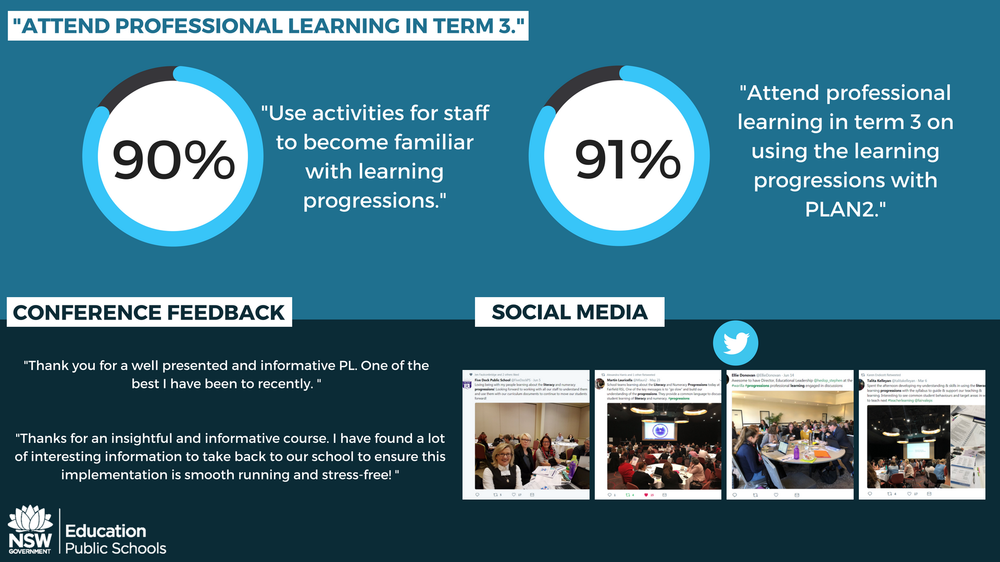 "ATTEND PROFESSIONAL LEARNING IN TERM 3."
90%
"Use activities for staff
to become familiar
with learning
progressions."
91%
"Attend professional
learning in term 3 on
using the learning
progressions with
PLAN2."
CONFERENCE FEEDBACK
"Thank you for a well presented and informative PL. One of the
best I have been to recently. "
"Thanks for an insightful and informative course. I have found a lot
of interesting information to take back to our school to ensure this
implementation is smooth running and stress-free! "
SOCIAL MEDIA
Jen Faulconbridge and 2 others liked
Five Dock Public School @FiveDockPS · Jun 5
Loving being with my people learning about the literacy and numeracy
progressions! Looking forward to working with all our staff to understand them
and use them with our curriculum documents to continue to move our students
forward!
5 17
Alexandra Harris and 1 other Retweeted
Martin Lauricella @Mlauri2 · May 23
School teams learning about the Literacy and Numeracy Progressions today at
Fairfield RSL. One of the key messages is to "go slow" and build our
understanding of the progressions. They provide a common language to discuss
student learning of literacy and numeracy. #progressions
1 4 15
Ellie Donovan @EllieDonovan · Jun 14
Awesome to have Director, Educational Leadership @heslop_stephen at the
#warilla #progressions professional learning engaged in discussions
Karen Endicott Retweeted
Talita Kelleyan @talitakelleyan · Mar 6
Spent the afternoon developing my understanding & skills in using the litera
learning progressions with the syllabus to guide & support our teaching &
learning. Interesting to see common student behaviours and target areas in w
to teach next #teacherlearning @fairvaleps
4 17
NSW
GOVERNMENT
Education
Public Schools